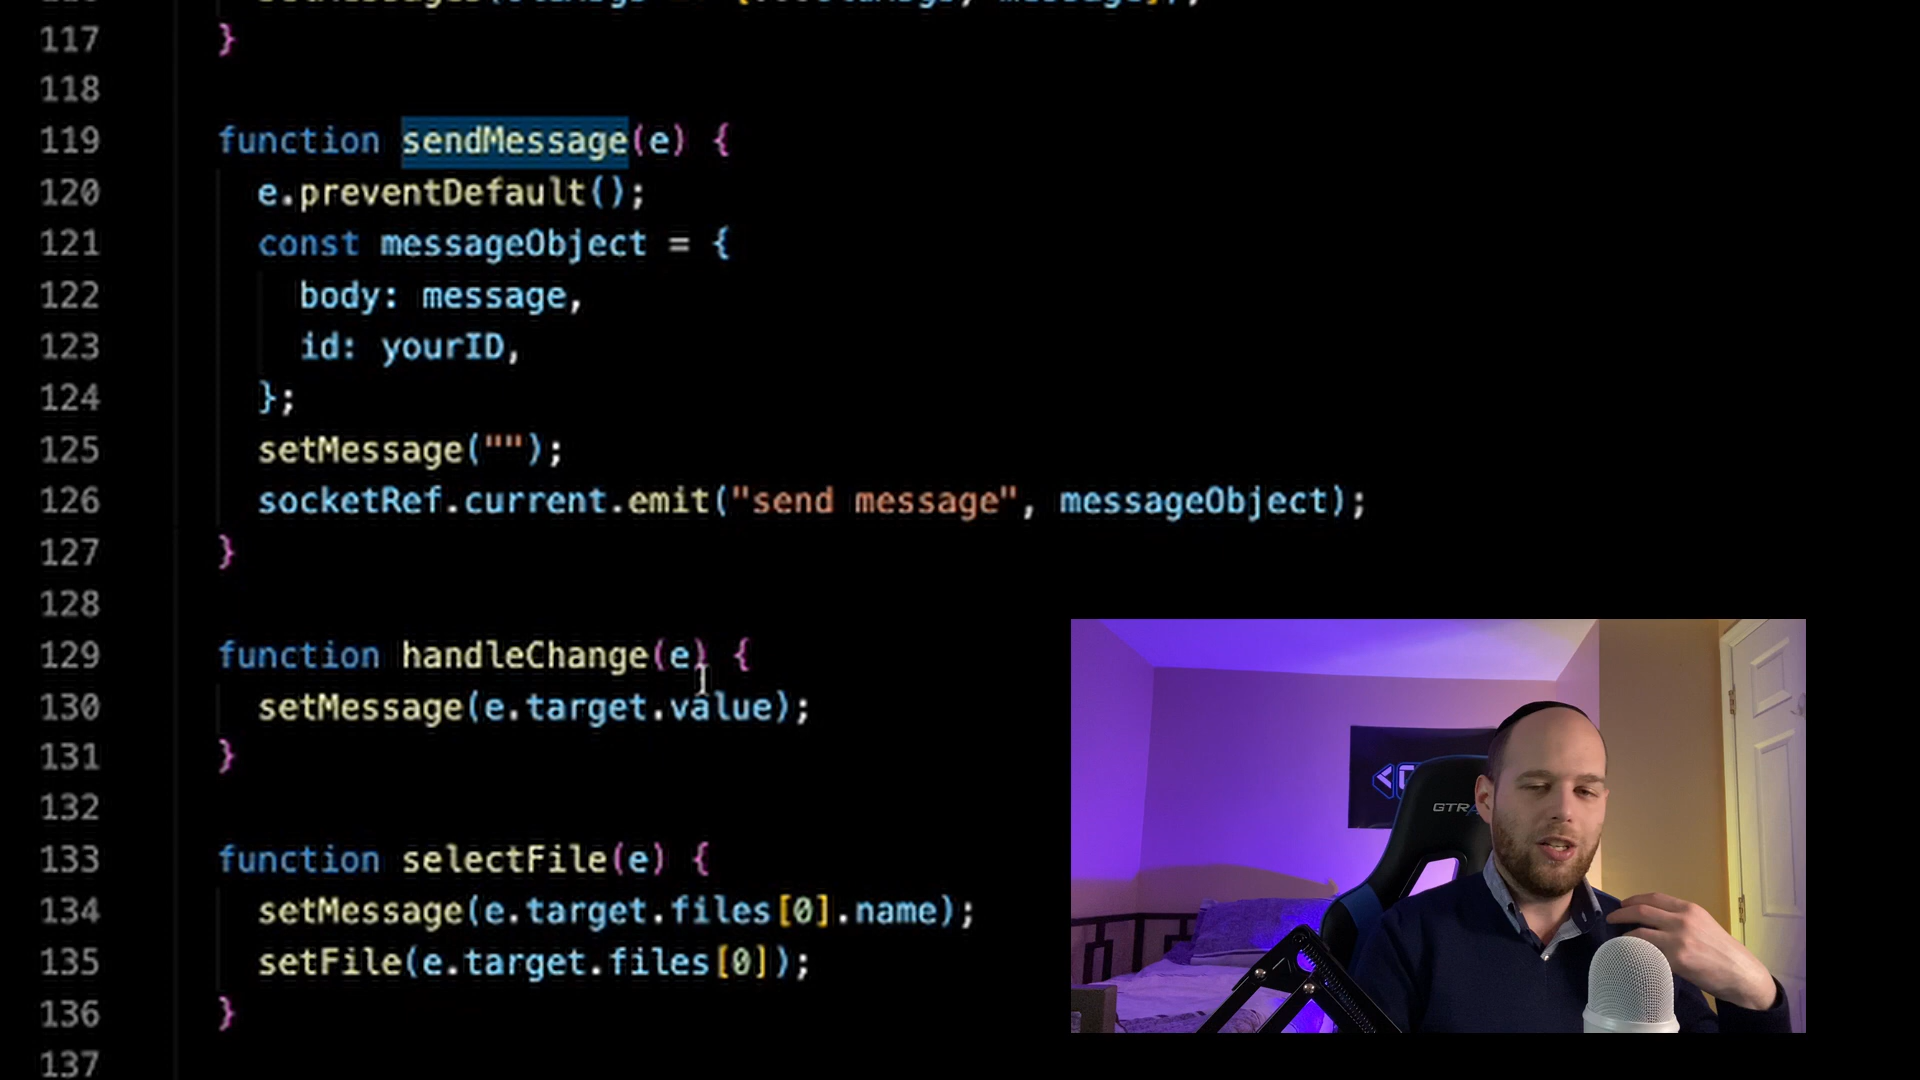 117 }
118
119 function sendMessage(e) {
120 e.preventDefault();
121 const messageObject = {
122 body: message,
123 id: yourID,
124 };
125 setMessage("");
126 socketRef.current.emit("send message", messageObject);
127 }
128
129 function handleChange(e) {
130 setMessage(e.target.value);
131 }
132
133 function selectFile(e) {
134 setMessage(e.target.files[0].name);
135 setFile(e.target.files[0]);
136 }
137
GTR